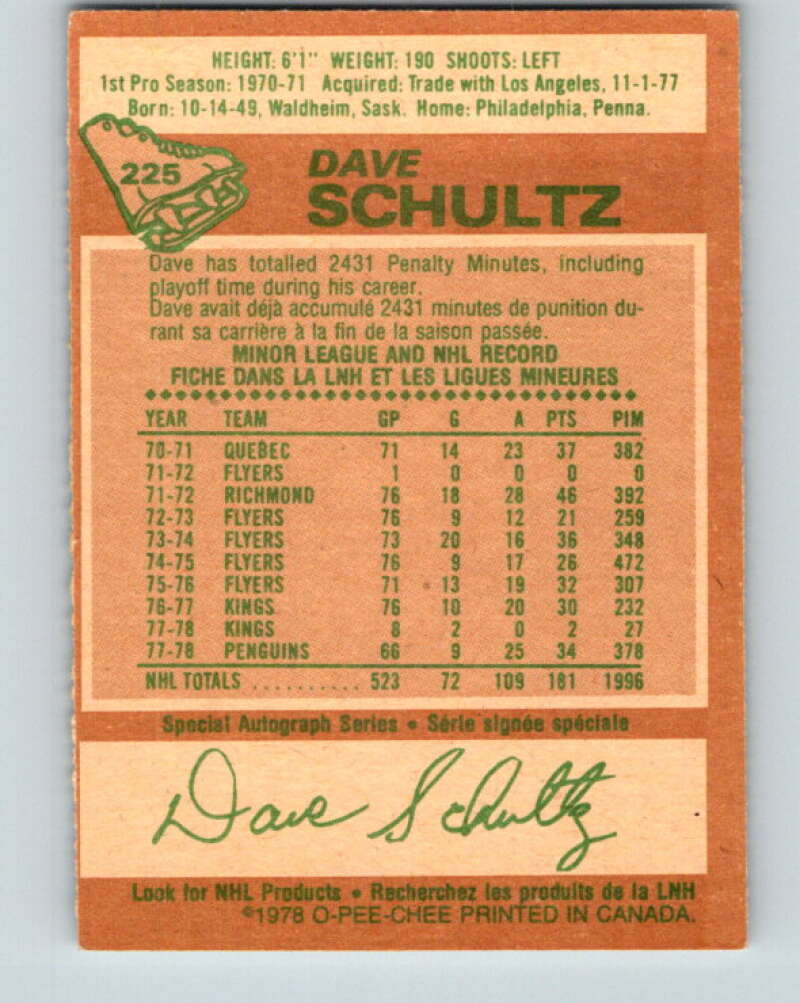 HEIGHT: 6'1" WEIGHT: 190 SHOOTS: LEFT
1st Pro Season: 1970-71 Acquired: Trade with Los Angeles, 11-1-77
Born: 10-14-49, Waldheim, Sask. Home: Philadelphia, Penna.
225
DAVE
SCHULTZ
Dave has totalled 2431 Penalty Minutes, including
playoff time during his career.
Dave avait déjà accumulé 2431 minutes de punition du-
rant sa carrière à la fin de la saison passée.
MINOR LEAGUE AND NHL RECORD
FICHE DANS LA LNH ET LES LIGUES MINEURES
YEAR TEAM GP G A PTS PIM
70-71 QUEBEC 71 14 23 37 382
71-72 FLYERS 1 0 0 0 0
71-72 RICHMOND 76 18 28 46 392
72-73 FLYERS 76 9 12 21 259
73-74 FLYERS 73 20 16 36 348
74-75 FLYERS 76 9 17 26 472
75-76 FLYERS 71 13 19 32 307
76-77 KINGS 76 10 20 30 232
77-78 KINGS 8 2 0 2 27
77-78 PENGUINS 66 9 25 34 378
NHL TOTALS .......... 523 72 109 181 1996
Special Autograph Series • Série signée spéciale
Dave Schultz
Look for NHL Products • Recherchez les produits de la LNH
©1978 O-PEE-CHEE PRINTED IN CANADA.